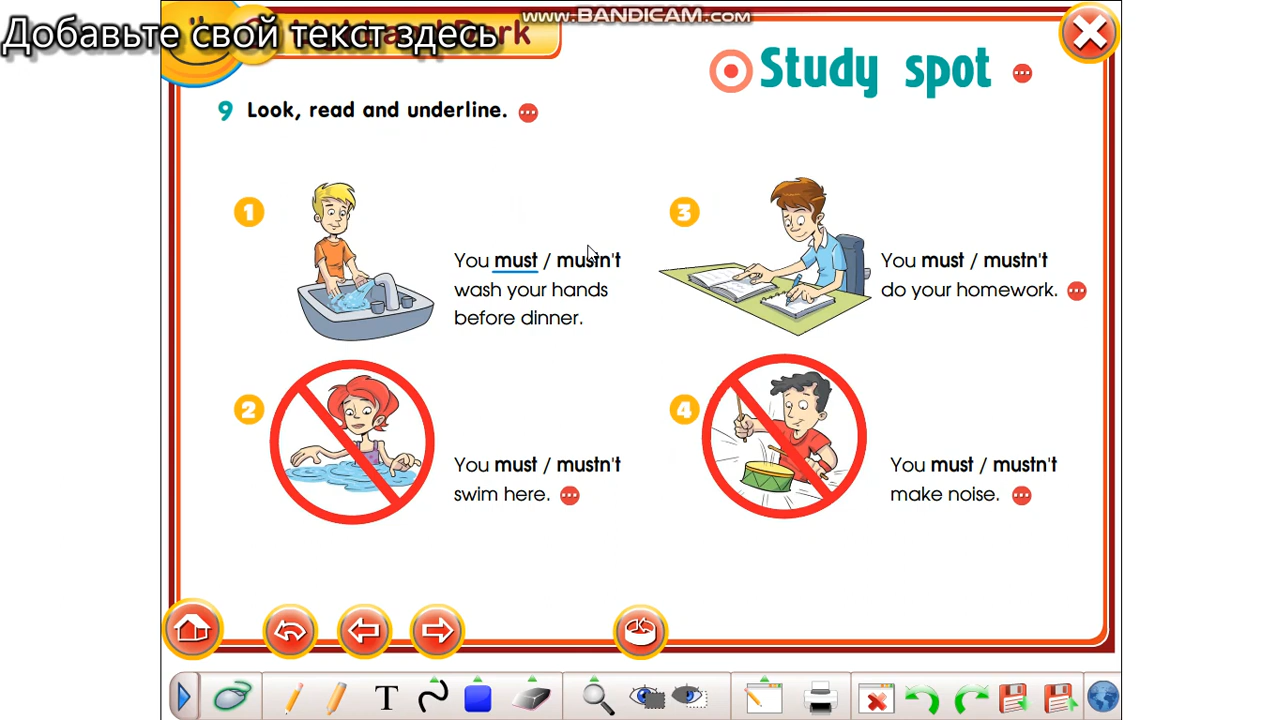 www.BANDICAM.com
Добавьте свой текст здесь
Study spot
9 Look, read and underline.
1
You must / mustn't
wash your hands
before dinner.
2
You must / mustn't
swim here.
3
You must / mustn't
do your homework.
4
You must / mustn't
make noise.
T